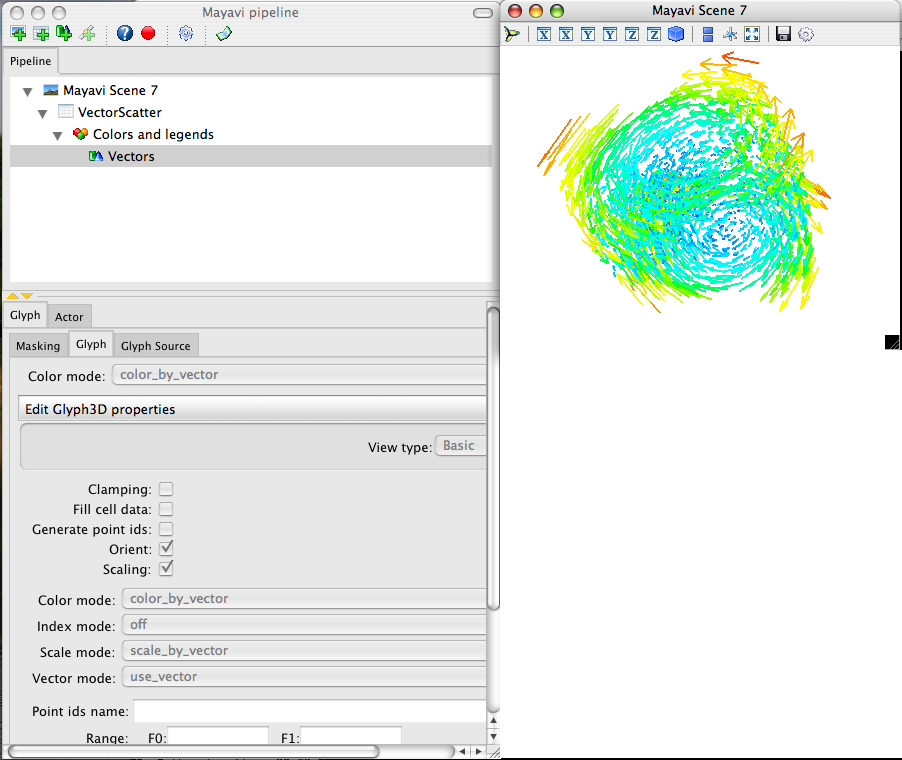 Mayavi pipeline
Pipeline
Mayavi Scene 7
VectorScatter
Colors and legends
Vectors
Glyph Actor
Masking Glyph Glyph Source
Color mode: color_by_vector
Edit Glyph3D properties
View type: Basic
Clamping:
Fill cell data:
Generate point ids:
Orient:
Scaling:
Color mode: color_by_vector
Index mode: off
Scale mode: scale_by_vector
Vector mode: use_vector
Point ids name:
Range: F0: F1:
Mayavi Scene 7
X X Y Y Z Z